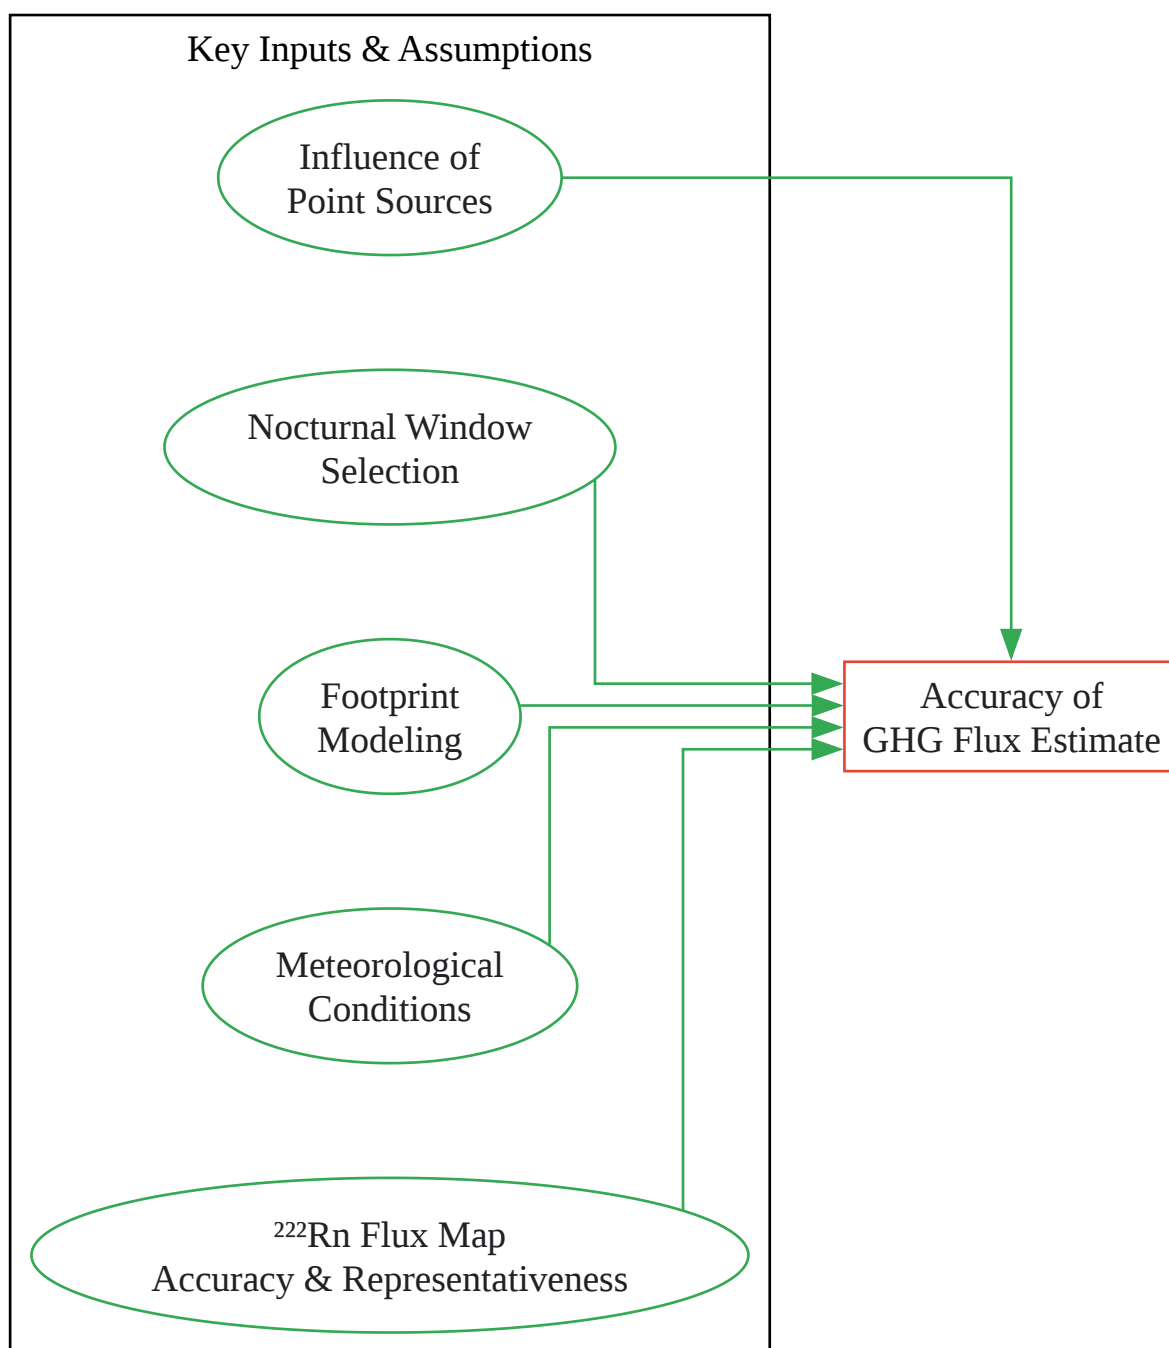 Key Inputs & Assumptions
Influence of
Point Sources
Nocturnal Window
Selection
Footprint
Modeling
Accuracy of
GHG Flux Estimate
Meteorological
Conditions
²²²Rn Flux Map
Accuracy & Representativeness